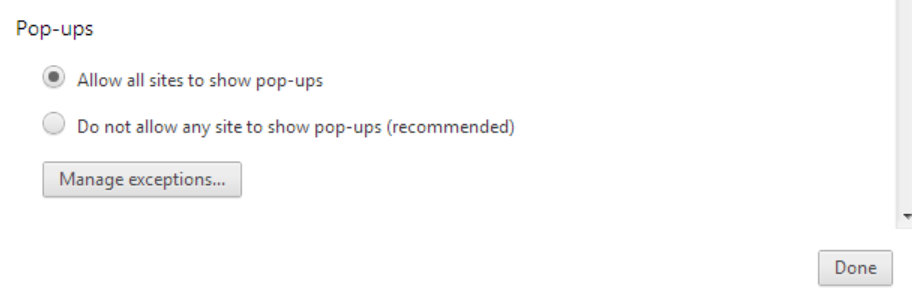 Pop-ups
Allow all sites to show pop-ups
Do not allow any site to show pop-ups (recommended)
Manage exceptions...
Done